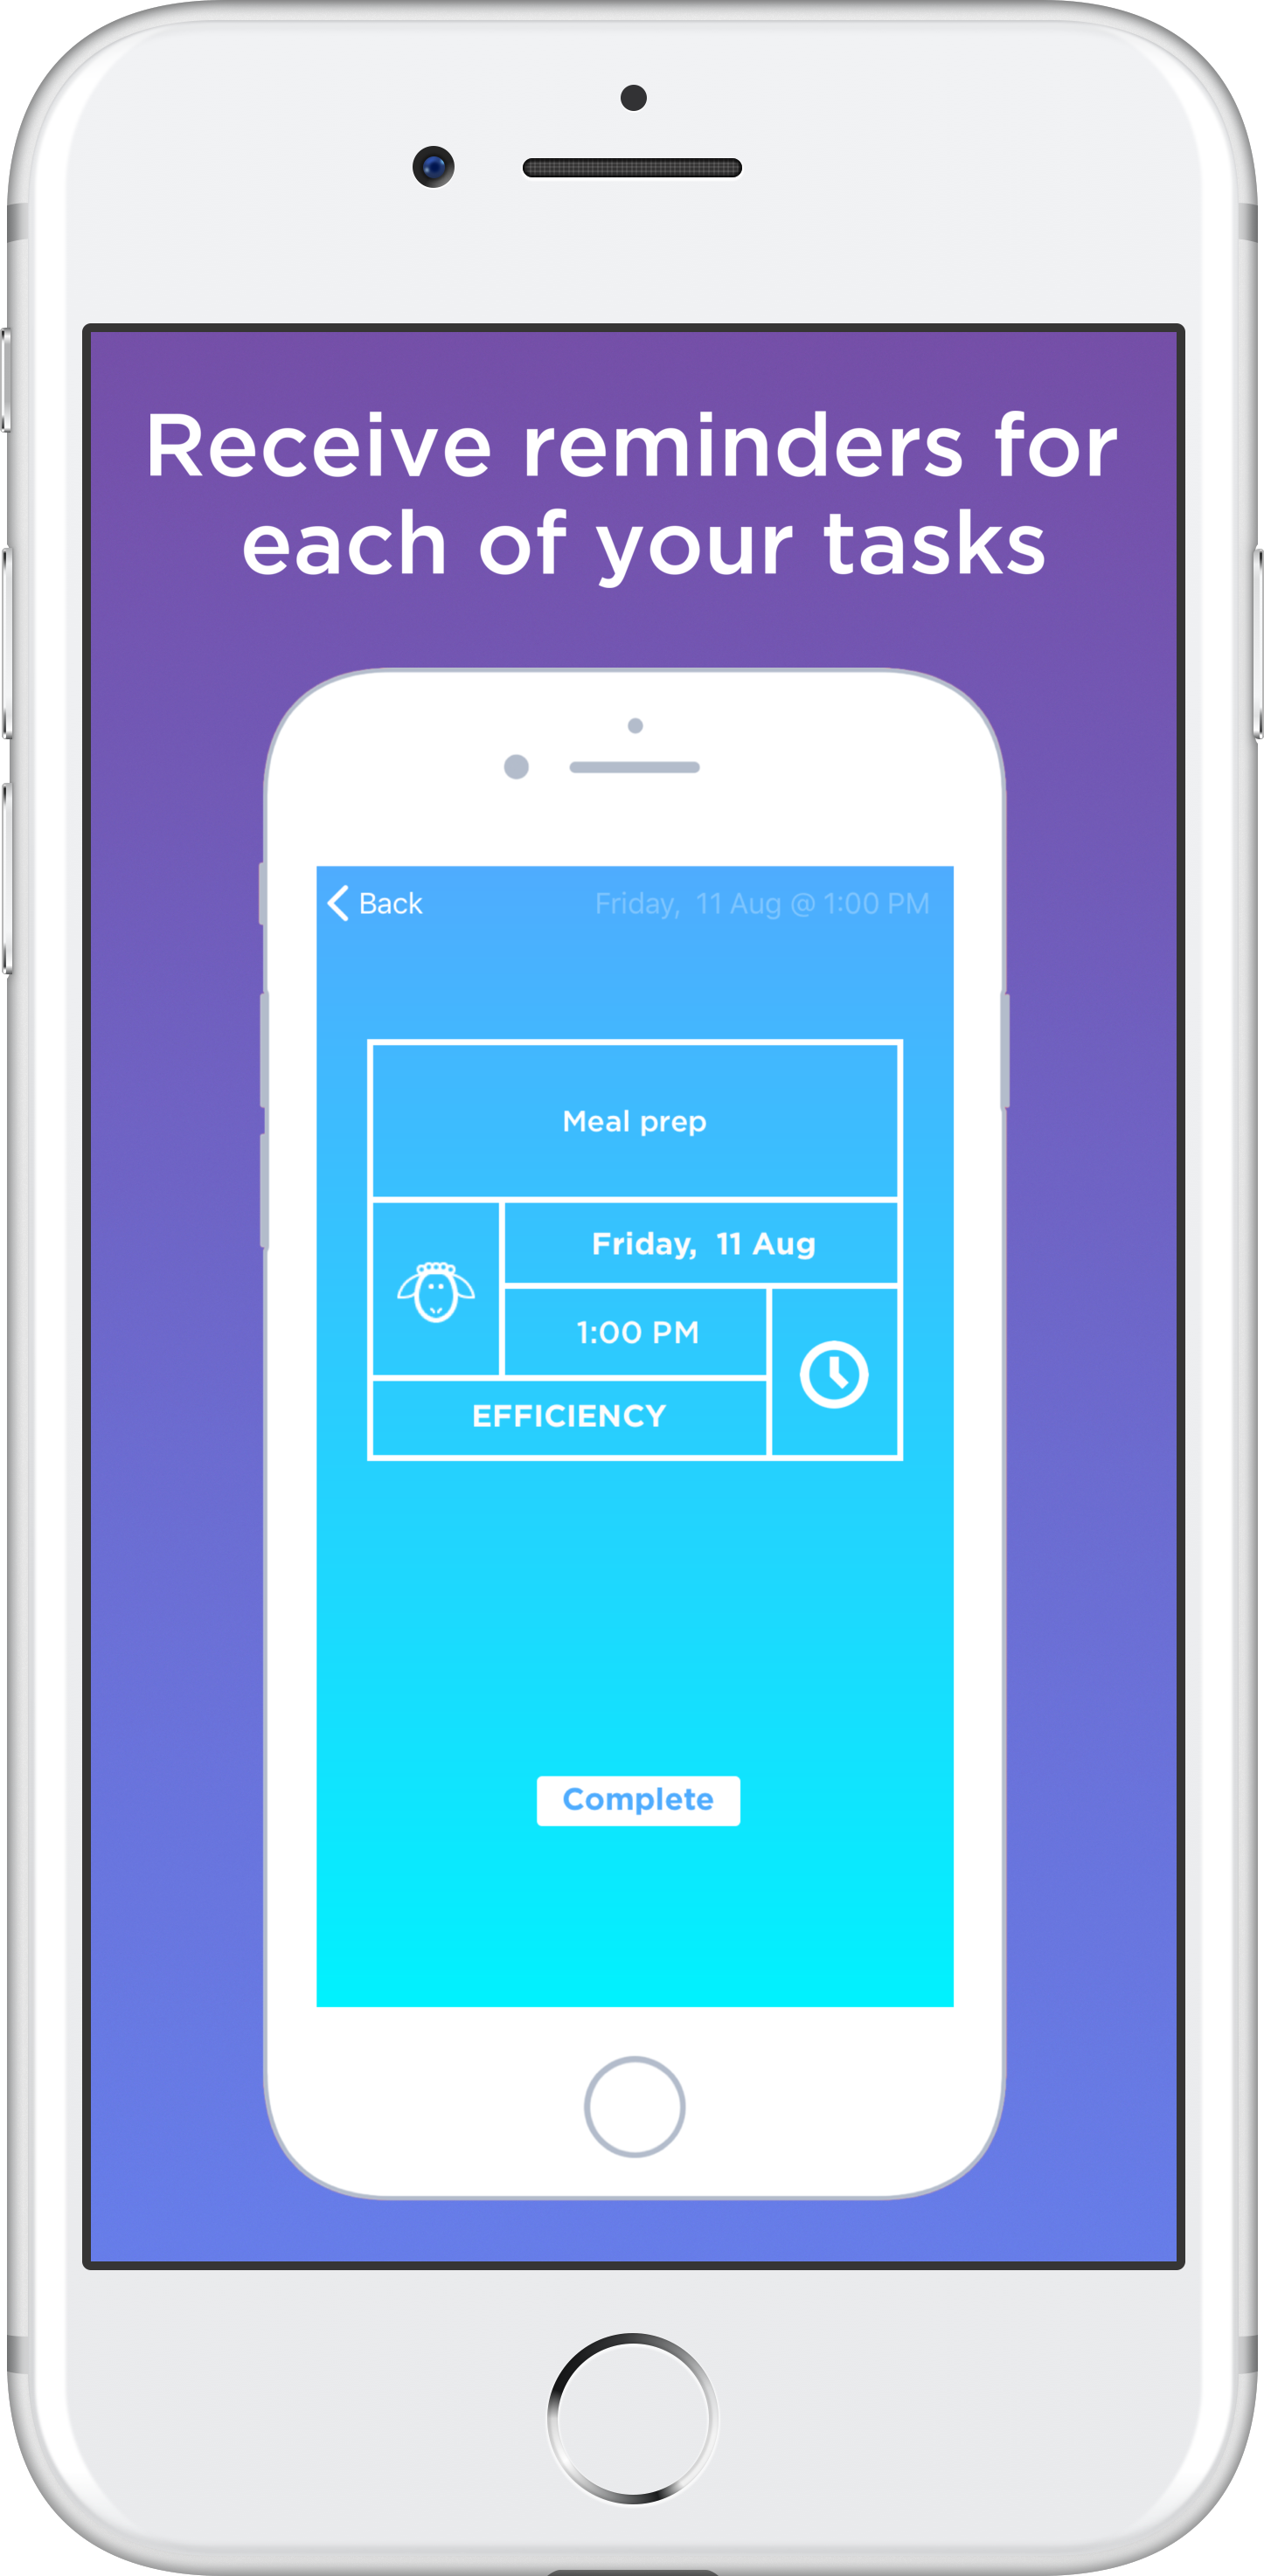 Receive reminders for
each of your tasks
Back
Friday, 11 Aug @ 1:00 PM
Meal prep
Friday, 11 Aug
1:00 PM
EFFICIENCY
Complete